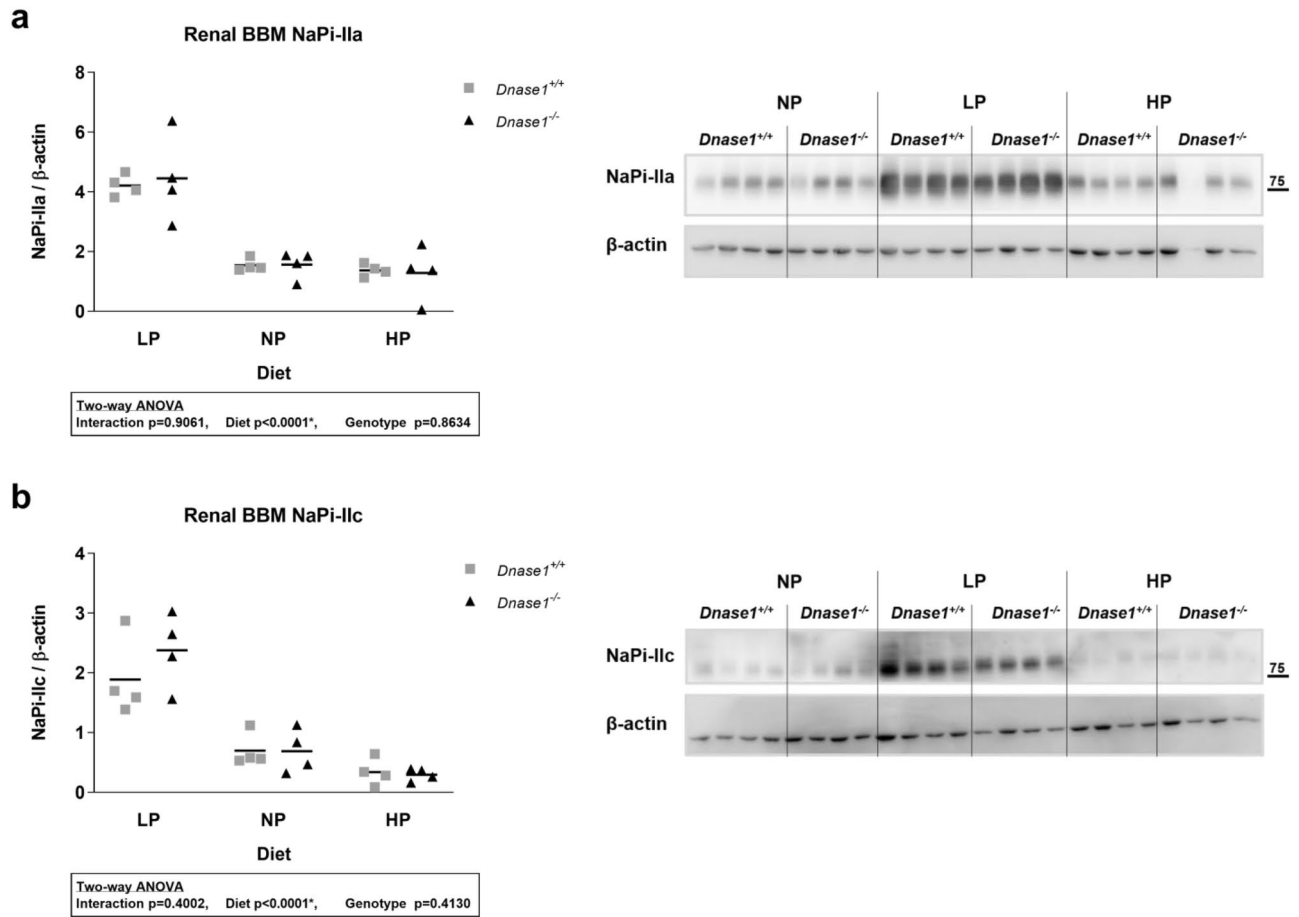 a
Renal BBM NaPi-IIa
NaPi-IIa / β-actin
8
6
4
2
0
LP NP HP
Diet
Dnase1+/+
Dnase1-/-
Two-way ANOVA
Interaction p=0.9061, Diet p<0.0001*, Genotype p=0.8634
NP LP HP
Dnase1+/+ Dnase1-/- Dnase1+/+ Dnase1-/- Dnase1+/+ Dnase1-/-
NaPi-IIa
75
β-actin
b
Renal BBM NaPi-IIc
NaPi-IIc / β-actin
4
3
2
1
0
LP NP HP
Diet
Dnase1+/+
Dnase1-/-
Two-way ANOVA
Interaction p=0.4002, Diet p<0.0001*, Genotype p=0.4130
NP LP HP
Dnase1+/+ Dnase1-/- Dnase1+/+ Dnase1-/- Dnase1+/+ Dnase1-/-
NaPi-IIc
75
β-actin